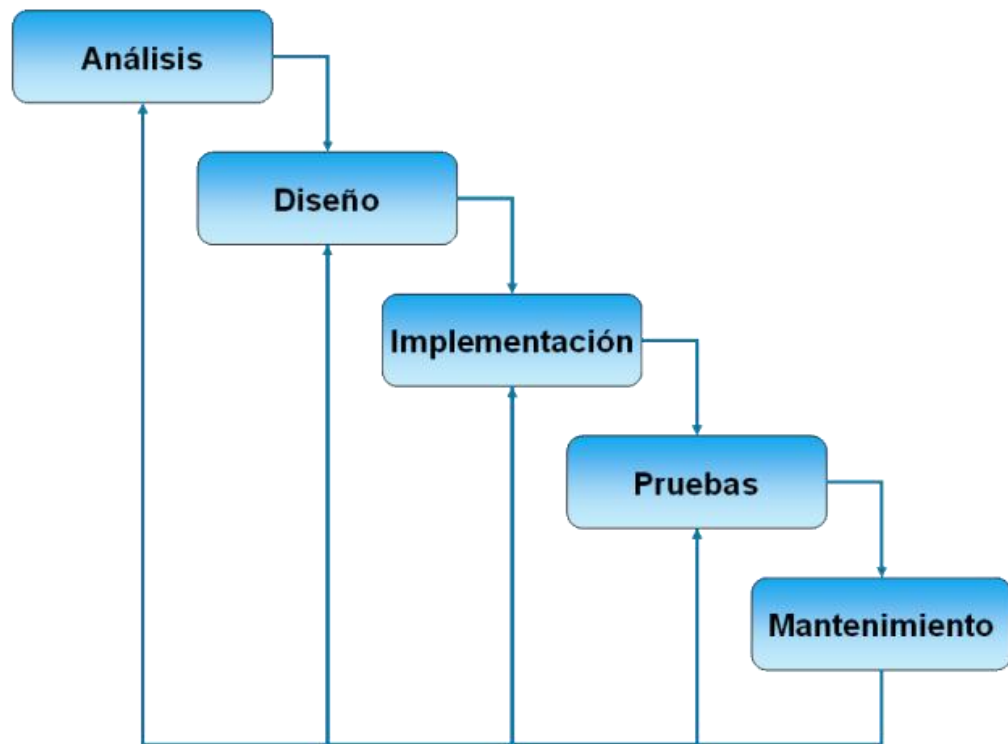 Análisis
Diseño
Implementación
Pruebas
Mantenimiento